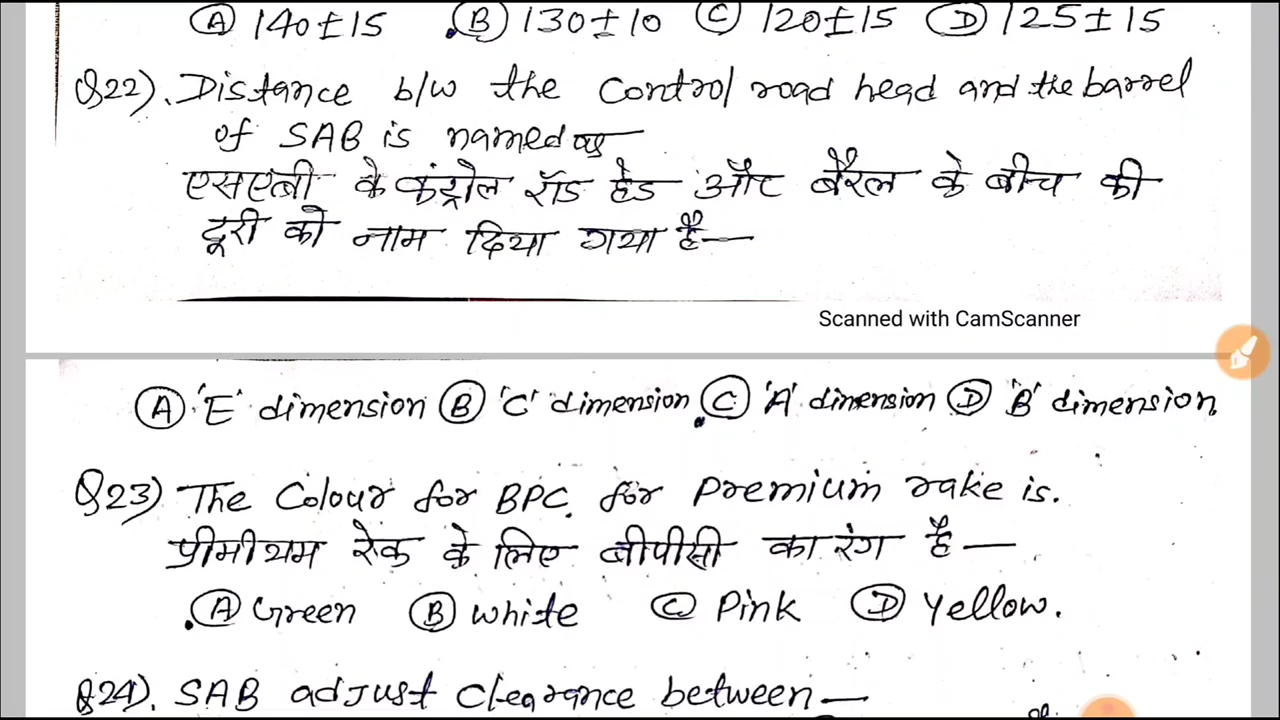 Ⓐ 140±15 Ⓑ 130±10 Ⓒ 120±15 Ⓓ 125±15
Q22). Distance b/w the control road head and the barrel
of SAB is named as—
एसएबी के कंट्रोल रॉड हेड और बैरल के बीच की
दूरी को नाम दिया गया है—
Scanned with CamScanner
Ⓐ 'E' dimension Ⓑ 'C' dimension Ⓒ 'A' dimension Ⓓ 'B' dimension.
Q23) The Colour for BPC. for Premium rake is.
प्रीमीयम रेक के लिए बीपीसी का रंग है—
Ⓐ Green Ⓑ White Ⓒ Pink Ⓓ Yellow.
Q24). SAB adjust clearance between—